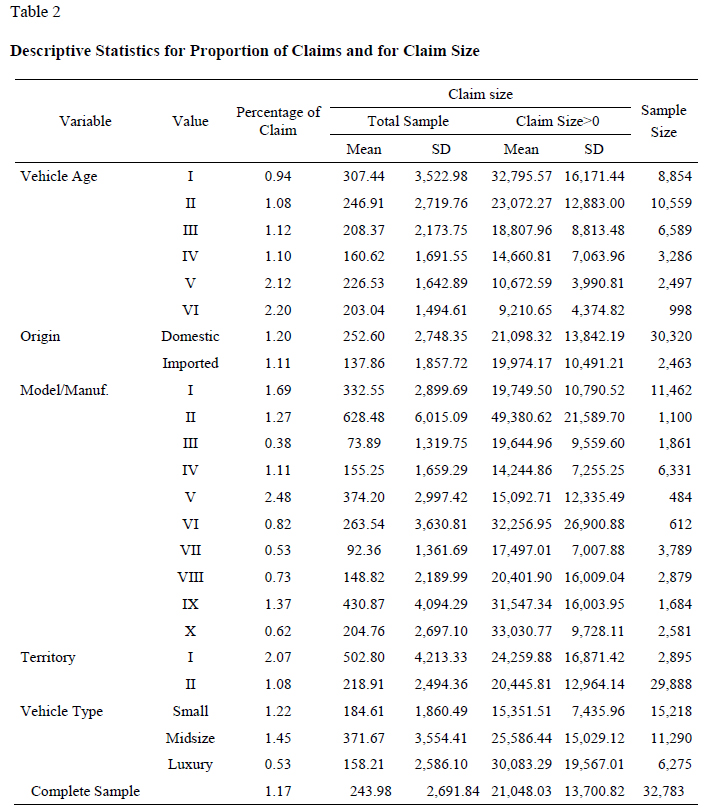 Table 2
Descriptive Statistics for Proportion of Claims and for Claim Size
Variable Value Percentage of Claim Claim size Sample Size
Total Sample Claim Size>0
Mean SD Mean SD
Vehicle Age I 0.94 307.44 3,522.98 32,795.57 16,171.44 8,854
II 1.08 246.91 2,719.76 23,072.27 12,883.00 10,559
III 1.12 208.37 2,173.75 18,807.96 8,813.48 6,589
IV 1.10 160.62 1,691.55 14,660.81 7,063.96 3,286
V 2.12 226.53 1,642.89 10,672.59 3,990.81 2,497
VI 2.20 203.04 1,494.61 9,210.65 4,374.82 998
Origin Domestic 1.20 252.60 2,748.35 21,098.32 13,842.19 30,320
Imported 1.11 137.86 1,857.72 19,974.17 10,491.21 2,463
Model/Manuf. I 1.69 332.55 2,899.69 19,749.50 10,790.52 11,462
II 1.27 628.48 6,015.09 49,380.62 21,589.70 1,100
III 0.38 73.89 1,319.75 19,644.96 9,559.60 1,861
IV 1.11 155.25 1,659.29 14,244.86 7,255.25 6,331
V 2.48 374.20 2,997.42 15,092.71 12,335.49 484
VI 0.82 263.54 3,630.81 32,256.95 26,900.88 612
VII 0.53 92.36 1,361.69 17,497.01 7,007.88 3,789
VIII 0.73 148.82 2,189.99 20,401.90 16,009.04 2,879
IX 1.37 430.87 4,094.29 31,547.34 16,003.95 1,684
X 0.62 204.76 2,697.10 33,030.77 9,728.11 2,581
Territory I 2.07 502.80 4,213.33 24,259.88 16,871.42 2,895
II 1.08 218.91 2,494.36 20,445.81 12,964.14 29,888
Vehicle Type Small 1.22 184.61 1,860.49 15,351.51 7,435.96 15,218
Midsize 1.45 371.67 3,554.41 25,586.44 15,029.12 11,290
Luxury 0.53 158.21 2,586.10 30,083.29 19,567.01 6,275
Complete Sample 1.17 243.98 2,691.84 21,048.03 13,700.82 32,783